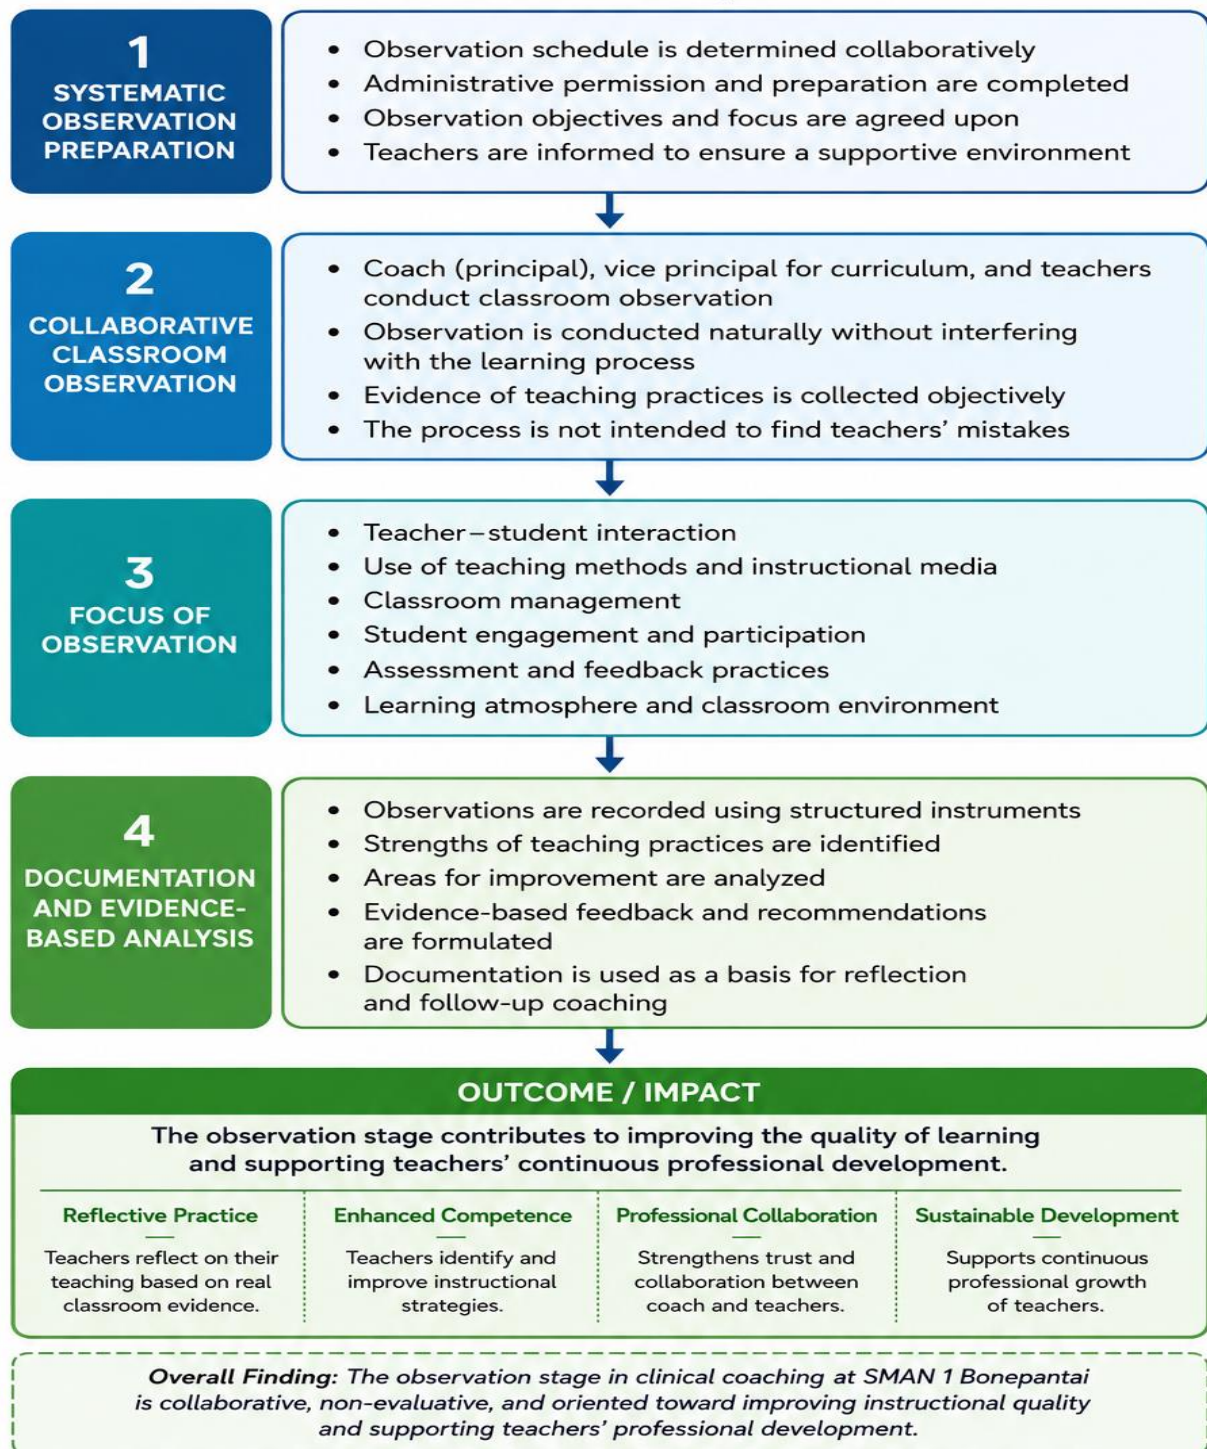 1
SYSTEMATIC
OBSERVATION
PREPARATION
• Observation schedule is determined collaboratively
• Administrative permission and preparation are completed
• Observation objectives and focus are agreed upon
• Teachers are informed to ensure a supportive environment
2
COLLABORATIVE
CLASSROOM
OBSERVATION
• Coach (principal), vice principal for curriculum, and teachers
conduct classroom observation
• Observation is conducted naturally without interfering
with the learning process
• Evidence of teaching practices is collected objectively
• The process is not intended to find teachers’ mistakes
3
FOCUS OF
OBSERVATION
• Teacher–student interaction
• Use of teaching methods and instructional media
• Classroom management
• Student engagement and participation
• Assessment and feedback practices
• Learning atmosphere and classroom environment
4
DOCUMENTATION
AND EVIDENCE-
BASED ANALYSIS
• Observations are recorded using structured instruments
• Strengths of teaching practices are identified
• Areas for improvement are analyzed
• Evidence-based feedback and recommendations
are formulated
• Documentation is used as a basis for reflection
and follow-up coaching
OUTCOME / IMPACT
The observation stage contributes to improving the quality of learning
and supporting teachers’ continuous professional development.
Reflective Practice
Teachers reflect on their
teaching based on real
classroom evidence.
Enhanced Competence
Teachers identify and
improve instructional
strategies.
Professional Collaboration
Strengthens trust and
collaboration between
coach and teachers.
Sustainable Development
Supports continuous
professional growth
of teachers.
Overall Finding: The observation stage in clinical coaching at SMAN 1 Bonepantai
is collaborative, non-evaluative, and oriented toward improving instructional quality
and supporting teachers’ professional development.